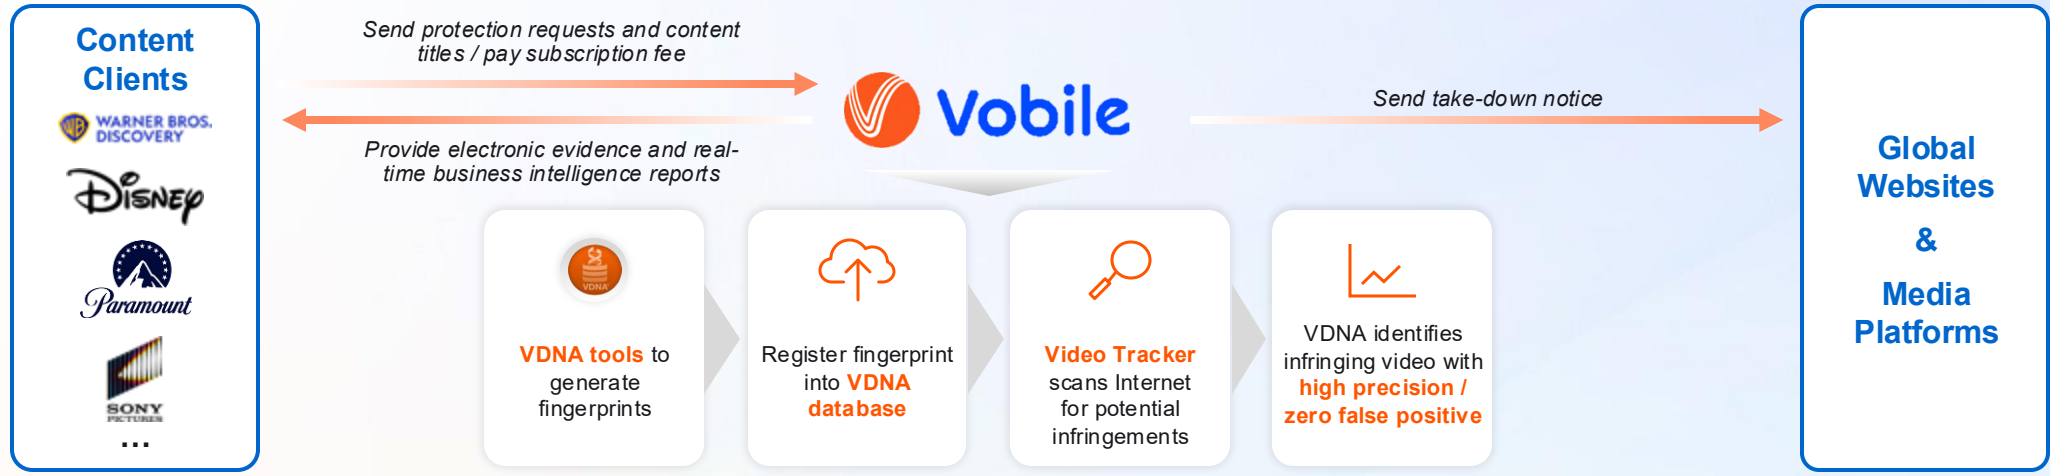 Content
Clients
WARNER BROS.
DISCOVERY
DISNEY
Paramount
SONY
PICTURES
...
Send protection requests and content
titles / pay subscription fee
Provide electronic evidence and real-
time business intelligence reports
Vobile
Send take-down notice
VDNA
VDNA tools to
generate
fingerprints
Register fingerprint
into VDNA
database
Video Tracker
scans Internet
for potential
infringements
VDNA identifies
infringing video with
high precision /
zero false positive
Global
Websites
&
Media
Platforms